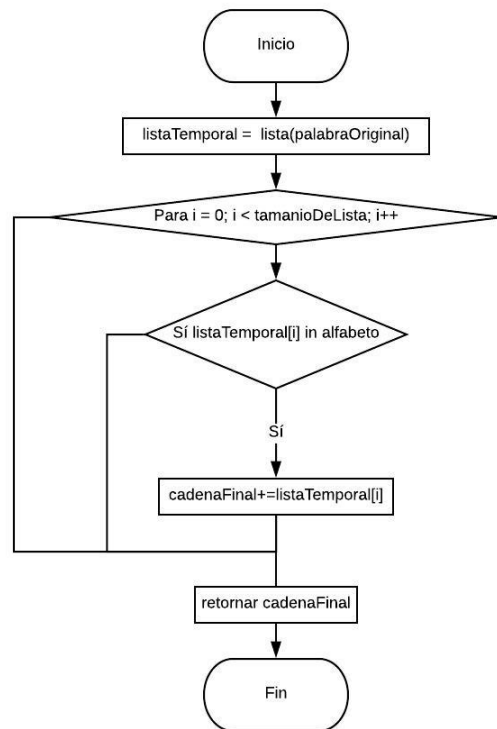 Inicio
listaTemporal = lista(palabraOriginal)
Para i = 0; i < tamanioDeLista; i++
Sí listaTemporal[i] in alfabeto
Sí
cadenaFinal+=listaTemporal[i]
retornar cadenaFinal
Fin